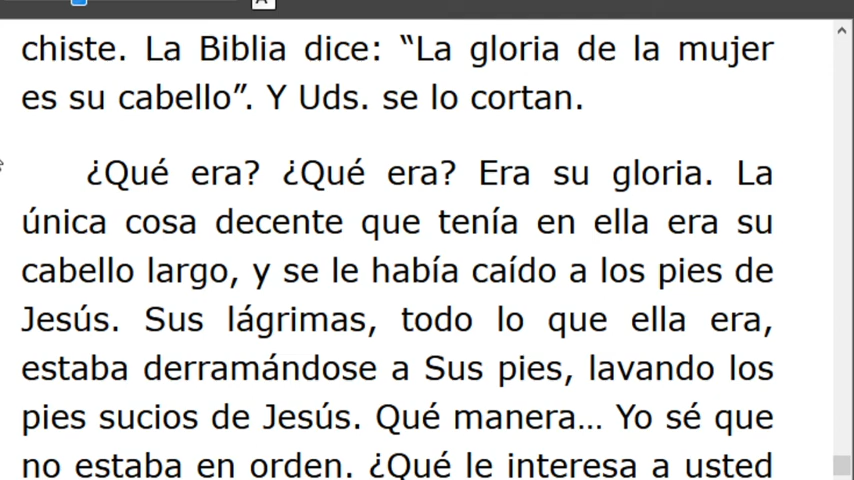 chiste. La Biblia dice: “La gloria de la mujer
es su cabello”. Y Uds. se lo cortan.
¿Qué era? ¿Qué era? Era su gloria. La
única cosa decente que tenía en ella era su
cabello largo, y se le había caído a los pies de
Jesús. Sus lágrimas, todo lo que ella era,
estaba derramándose a Sus pies, lavando los
pies sucios de Jesús. Qué manera... Yo sé que
no estaba en orden. ¿Qué le interesa a usted